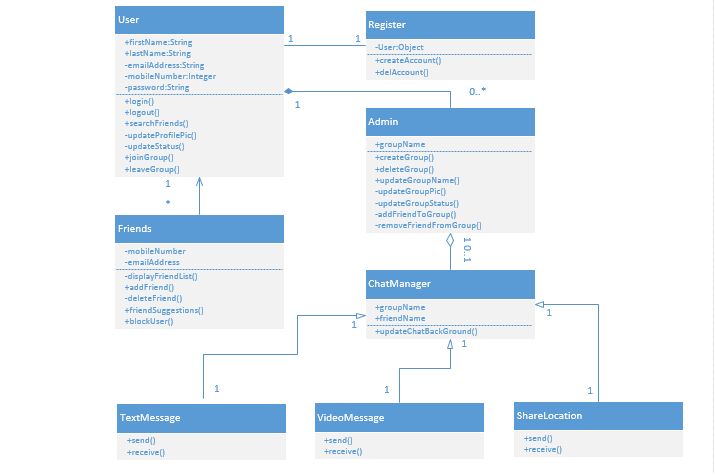 User
+firstName:String
+lastName:String
-emailAddress:String
-mobileNumber:Integer
-password:String
+login()
+logout()
+searchFriends()
-updateProfilePic()
-updateStatus()
+joinGroup()
+leaveGroup()
1
1
Register
-User:Object
+createAccount()
+delAccount()
1
0..*
Admin
+groupName
+createGroup()
+deleteGroup()
+updateGroupName()
-updateGroupPic()
-updateGroupStatus()
-addFriendToGroup()
-removeFriendFromGroup()
1
*
Friends
-mobileNumber
-emailAddress
-displayFriendList()
+addFriend()
-deleteFriend()
+friendSuggestions()
+blockUser()
1
0..1
ChatManager
+groupName
+friendName
+updateChatBackGround()
1
1
1
1
1
1
TextMessage
+send()
+receive()
VideoMessage
+send()
+receive()
ShareLocation
+send()
+receive()